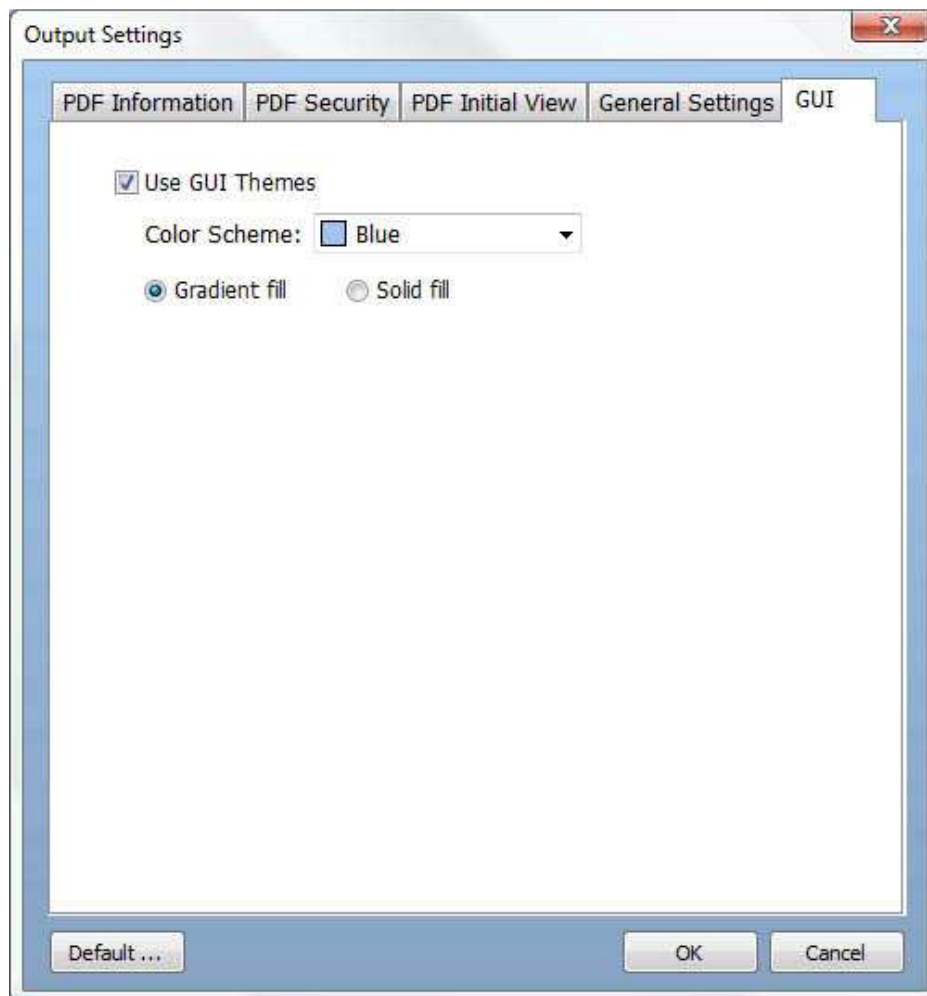 Output Settings
PDF Information PDF Security PDF Initial View General Settings GUI
Use GUI Themes
Color Scheme: Blue
Gradient fill Solid fill
Default ... OK Cancel